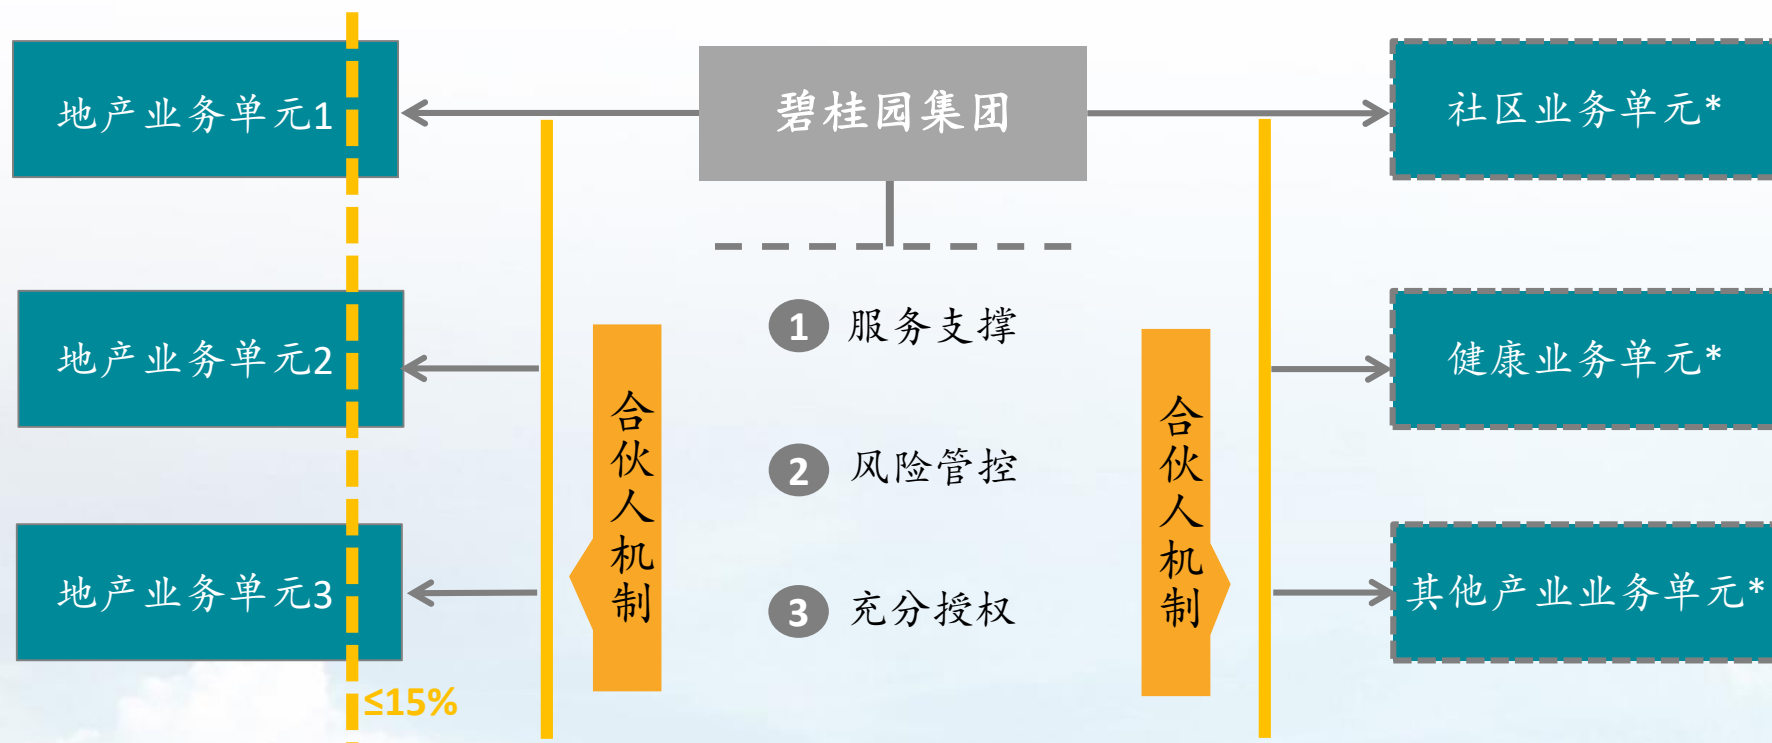 地产业务单元1
碧桂园集团
社区业务单元*
地产业务单元2
1 服务支撑
健康业务单元*
合伙人机制
2 风险管控
合伙人机制
地产业务单元3
3 充分授权
其他产业业务单元*
≤15%